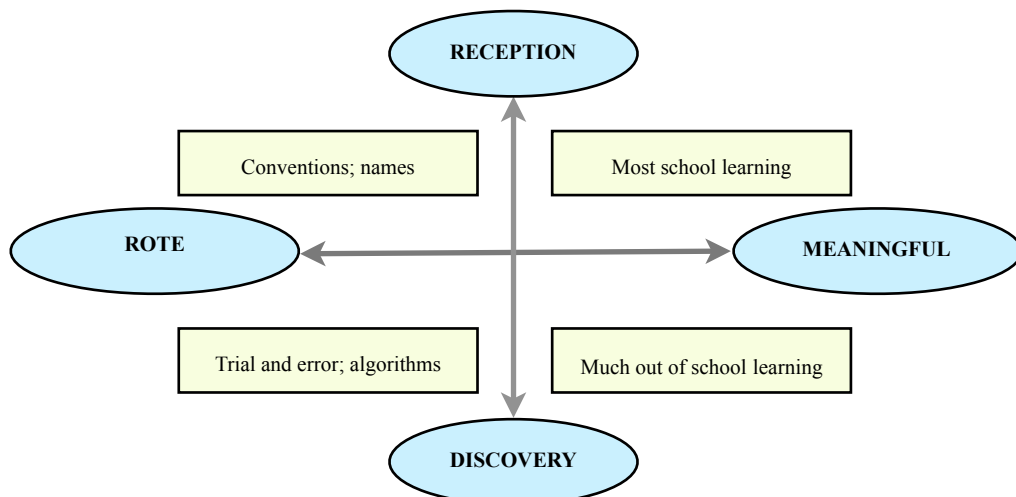 RECEPTION
Conventions; names
Most school learning
ROTE
MEANINGFUL
Trial and error; algorithms
Much out of school learning
DISCOVERY